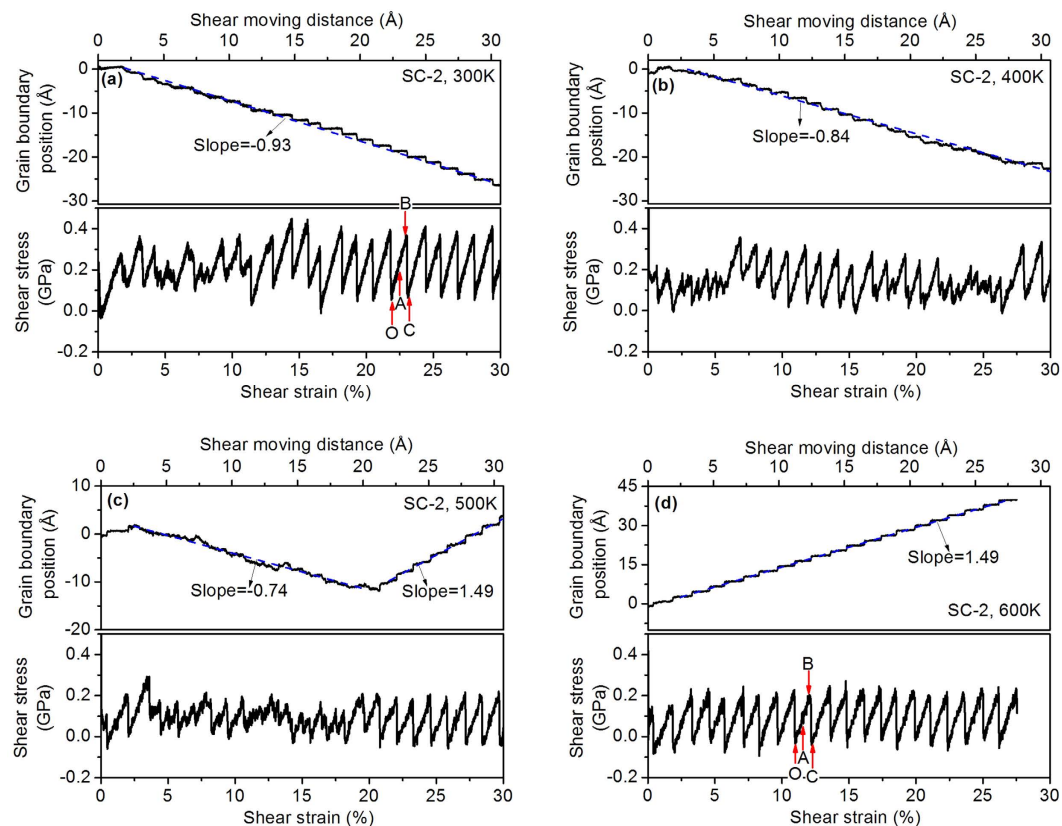 Shear moving distance (Å)
0 5 10 15 20 25 30
(a)
SC-2, 300K
Slope=-0.93
Grain boundary
position (Å)
0
-10
-20
-30
Shear stress
(GPa)
0.4
0.2
0.0
-0.2
B
A
O
C
0 5 10 15 20 25 30
Shear strain (%)
Shear moving distance (Å)
0 5 10 15 20 25 30
(b)
SC-2, 400K
Slope=-0.84
Grain boundary
position (Å)
0
-10
-20
-30
Shear stress
(GPa)
0.4
0.2
0.0
-0.2
0 5 10 15 20 25 30
Shear strain (%)
Shear moving distance (Å)
0 5 10 15 20 25 30
(c)
SC-2, 500K
Slope=-0.74
Slope=1.49
Grain boundary
position (Å)
10
0
-10
-20
Shear stress
(GPa)
0.4
0.2
0.0
-0.2
0 5 10 15 20 25 30
Shear strain (%)
Shear moving distance (Å)
0 5 10 15 20 25 30
(d)
Slope=1.49
SC-2, 600K
Grain boundary
position (Å)
45
30
15
0
Shear stress
(GPa)
0.4
0.2
0.0
-0.2
B
A
O
C
0 5 10 15 20 25 30
Shear strain (%)